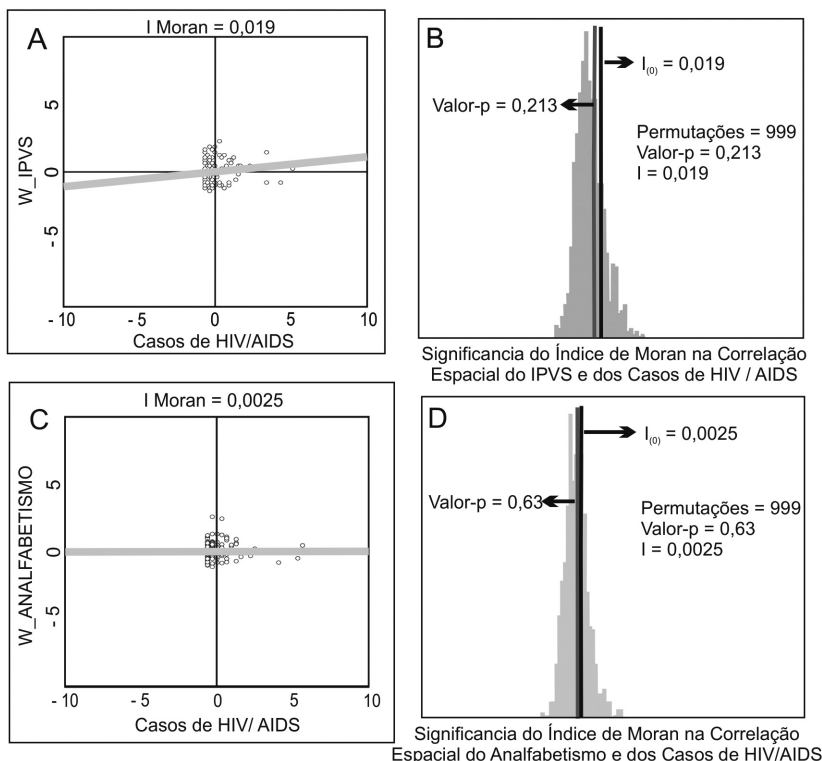 A
I Moran = 0,019
W_IPVS
5
0
- 5
- 10
- 5
0
5
10
Casos de HIV/AIDS
B
I(0) = 0,019
Valor-p = 0,213
Permutações = 999
Valor-p = 0,213
I = 0,019
Significancia do Índice de Moran na Correlação
Espacial do IPVS e dos Casos de HIV / AIDS
C
I Moran = 0,0025
W_ANALFABETISMO
5
0
- 5
- 10
- 5
0
5
10
Casos de HIV/ AIDS
D
I(0) = 0,0025
Valor-p = 0,63
Permutações = 999
Valor-p = 0,63
I = 0,0025
Significancia do Índice de Moran na Correlação
Espacial do Analfabetismo e dos Casos de HIV/AIDS